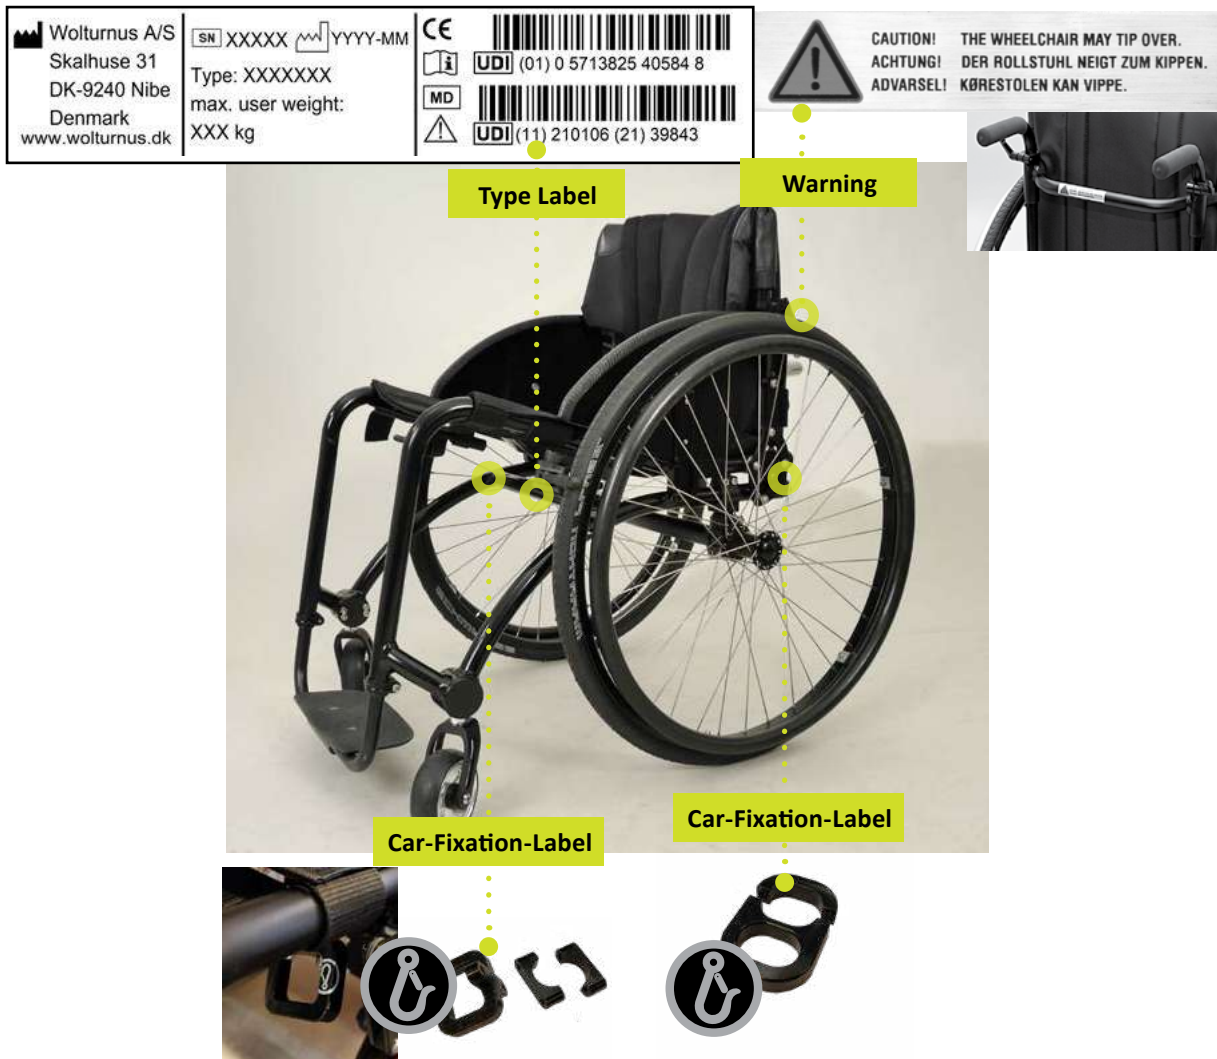 Wolturnus A/S
Skalhuse 31
DK-9240 Nibe
Denmark
www.wolturnus.dk
SN XXXXX YYYY-MM
Type: XXXXXXX
max. user weight:
XXX kg
CE
UDI (01) 0 5713825 40584 8
MD
UDI (11) 210106 (21) 39843
CAUTION! THE WHEELCHAIR MAY TIP OVER.
ACHTUNG! DER ROLLSTUHL NEIGT ZUM KIPPEN.
ADVARSEL! KØRESTOLEN KAN VIPPE.
Type Label
Warning
Car-Fixation-Label
Car-Fixation-Label